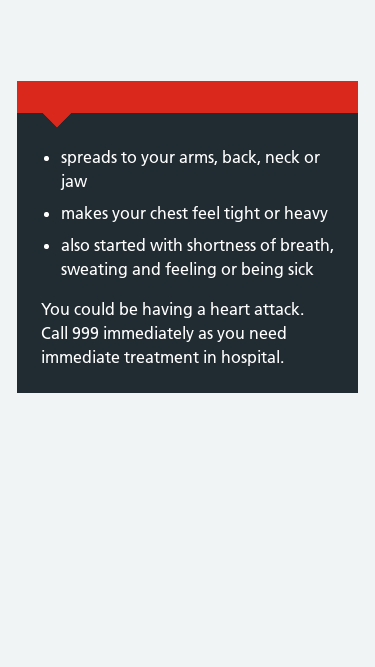 spreads to your arms, back, neck or
jaw
makes your chest feel tight or heavy
also started with shortness of breath,
sweating and feeling or being sick
You could be having a heart attack.
Call 999 immediately as you need
immediate treatment in hospital.